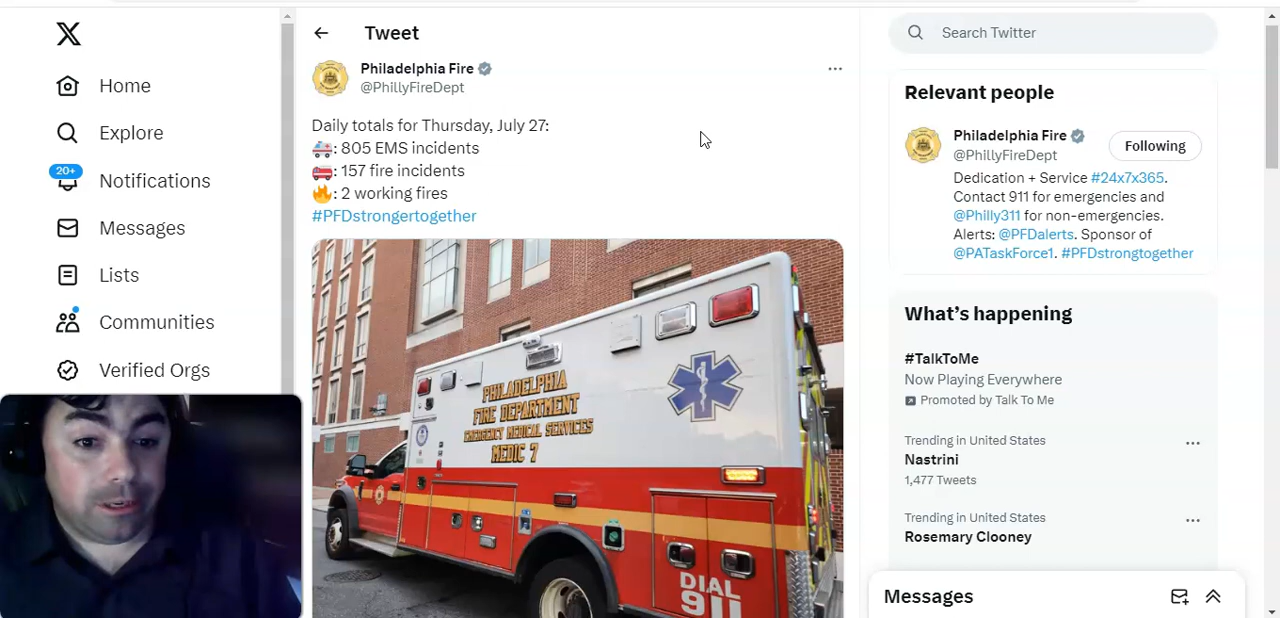 Home
Explore
20+
Notifications
Messages
Lists
Communities
Verified Orgs
Tweet
Philadelphia Fire
@PhillyFireDept
Daily totals for Thursday, July 27:
: 805 EMS incidents
: 157 fire incidents
: 2 working fires
#PFDstrongertogether
PHILADELPHIA
FIRE DEPARTMENT
EMERGENCY MEDICAL SERVICES
MEDIC 7
DIAL
911
Search Twitter
Relevant people
Philadelphia Fire
@PhillyFireDept
Following
Dedication + Service #24x7x365.
Contact 911 for emergencies and
@Philly311 for non-emergencies.
Alerts: @PFDalerts. Sponsor of
@PATaskForce1. #PFDstrongtogether
What's happening
#TalkToMe
Now Playing Everywhere
Promoted by Talk To Me
Trending in United States
Nastrini
1,477 Tweets
Trending in United States
Rosemary Clooney
Messages